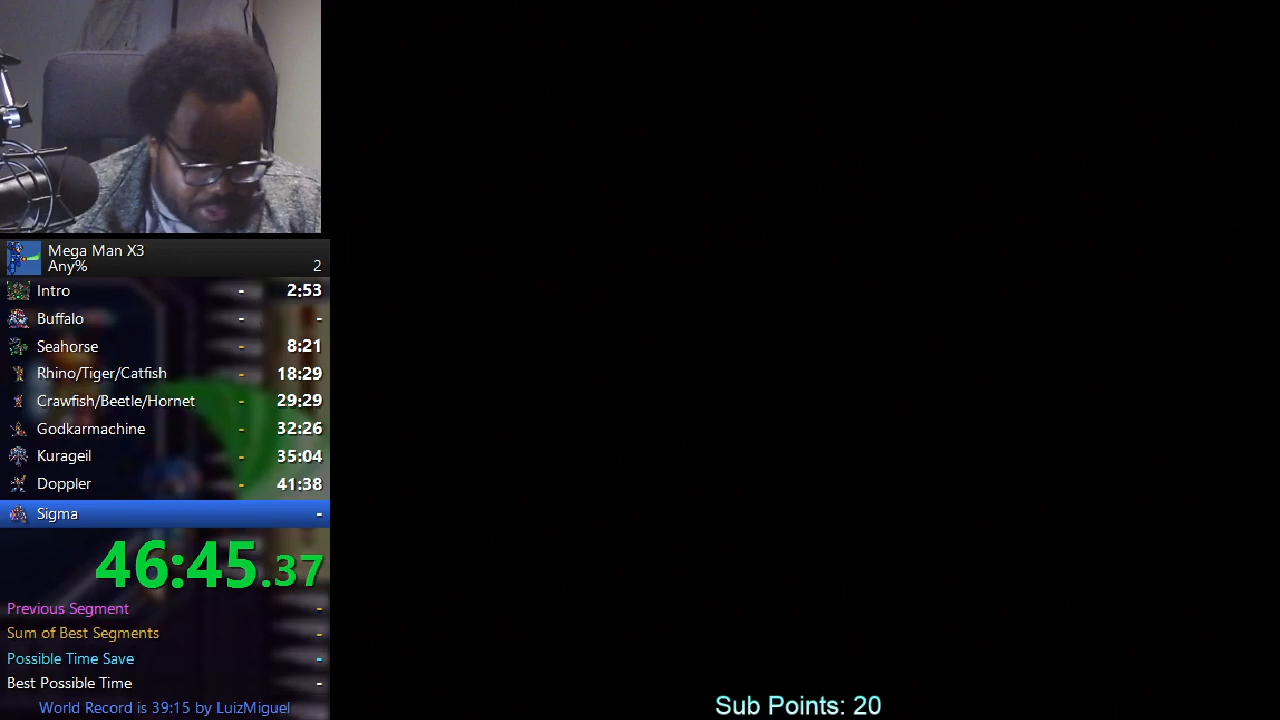 Mega Man X3
Any% 2
Intro - 2:53
Buffalo - -
Seahorse - 8:21
Rhino/Tiger/Catfish - 18:29
Crawfish/Beetle/Hornet - 29:29
Godkarmachine - 32:26
Kurageil - 35:04
Doppler - 41:38
Sigma -
46:45.37
Previous Segment -
Sum of Best Segments -
Possible Time Save -
Best Possible Time -
World Record is 39:15 by LuizMiguel
Sub Points: 20